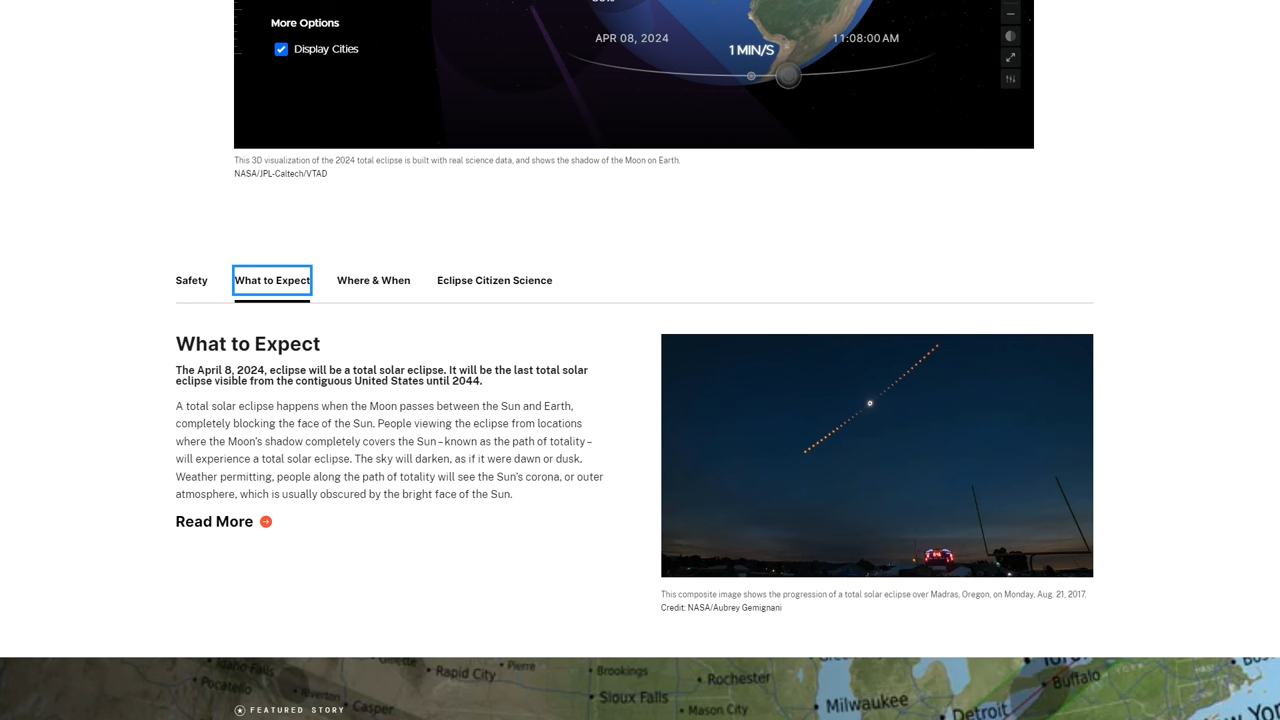 More Options
Display Cities
APR 08, 2024
1 MIN/S
11:08:00 AM
This 3D visualization of the 2024 total eclipse is built with real science data, and shows the shadow of the Moon on Earth.
NASA/JPL-Caltech/VTAD
Safety
What to Expect
Where & When
Eclipse Citizen Science
What to Expect
The April 8, 2024, eclipse will be a total solar eclipse. It will be the last total solar
eclipse visible from the contiguous United States until 2044.
A total solar eclipse happens when the Moon passes between the Sun and Earth,
completely blocking the face of the Sun. People viewing the eclipse from locations
where the Moon's shadow completely covers the Sun – known as the path of totality –
will experience a total solar eclipse. The sky will darken, as if it were dawn or dusk.
Weather permitting, people along the path of totality will see the Sun's corona, or outer
atmosphere, which is usually obscured by the bright face of the Sun.
Read More
This composite image shows the progression of a total solar eclipse over Madras, Oregon, on Monday, Aug. 21, 2017.
Credit: NASA/Aubrey Gemignani
Idaho Falls
Pocatello
Riverton
Casper
Rapid City
Pierre
Brookings
Sioux Falls
Rochester
Mason City
Milwaukee
Detroit
Buffalo
FEATURED STORY